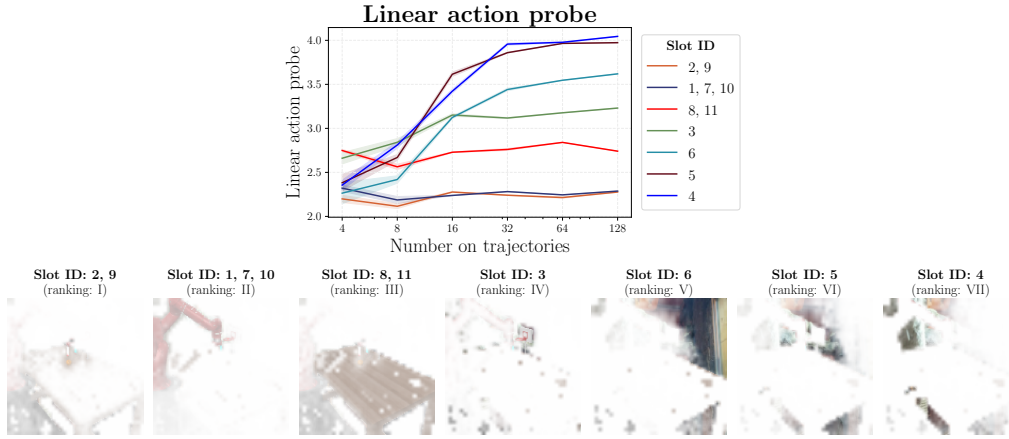 Linear action probe
Linear action probe
4.0
3.5
3.0
2.5
2.0
4 8 16 32 64 128
Number on trajectories
Slot ID
2, 9
1, 7, 10
8, 11
3
6
5
4
Slot ID: 2, 9
(ranking: I)
Slot ID: 1, 7, 10
(ranking: II)
Slot ID: 8, 11
(ranking: III)
Slot ID: 3
(ranking: IV)
Slot ID: 6
(ranking: V)
Slot ID: 5
(ranking: VI)
Slot ID: 4
(ranking: VII)